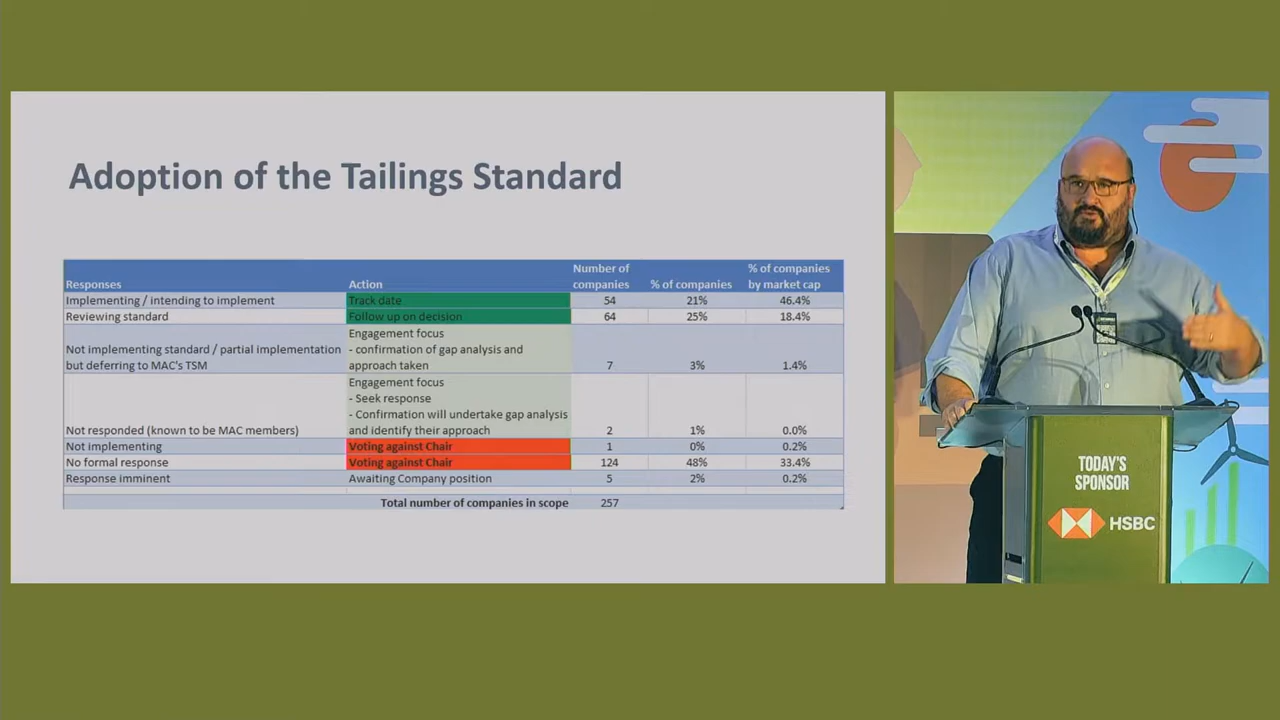 Adoption of the Tailings Standard
Number of
% of companies
Responses
Action
companies
% of companies
by market cap
Implementing / intending to implement
Track date
54
21%
46.4%
Reviewing standard
Follow up on decision
64
25%
18.4%
Engagement focus
Not implementing standard / partial implementation
- confirmation of gap analysis and
but deferring to MAC's TSM
approach taken
7
3%
1.4%
Engagement focus
- Seek response
- Confirmation will undertake gap analysis
Not responded (known to be MAC members)
and identify their approach
2
1%
0.0%
Not implementing
Voting against Chair
1
0%
0.2%
No formal response
Voting against Chair
124
48%
33.4%
Response imminent
Awaiting Company position
5
2%
0.2%
Total number of companies in scope
257
TODAY'S
SPONSOR
HSBC